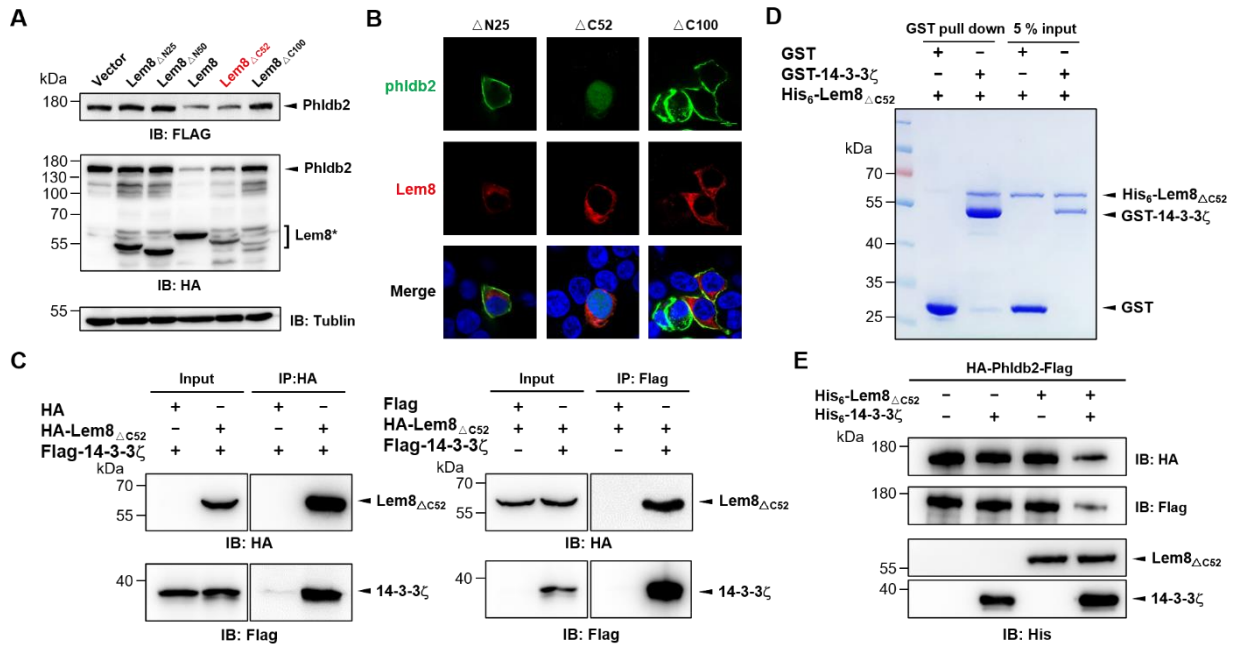 A
kDa
Vector
Lem8△N25
Lem8△N50
Lem8
Lem8△C52
Lem8△C100
180
Phldb2
IB: FLAG
180
130
100
70
55
Phldb2
Lem8*
IB: HA
55
IB: Tublin
B
△N25 △C52 △C100
phldb2
Lem8
Merge
C
Input IP:HA
HA + – + –
HA-Lem8△C52 – + – +
Flag-14-3-3ζ + + + +
kDa
70
55
Lem8△C52
IB: HA
40
14-3-3ζ
IB: Flag
Input IP: Flag
Flag + – + –
HA-Lem8△C52 + + + +
Flag-14-3-3ζ – + – +
kDa
70
55
Lem8△C52
IB: HA
40
14-3-3ζ
IB: Flag
D
GST pull down 5 % input
GST + – + –
GST-14-3-3ζ – + – +
His6-Lem8△C52 + + + +
kDa
70
55
40
35
25
His6-Lem8△C52
GST-14-3-3ζ
GST
E
HA-Phldb2-Flag
His6-Lem8△C52 – – + +
His6-14-3-3ζ – + – +
kDa
180
IB: HA
180
IB: Flag
55
Lem8△C52
40
14-3-3ζ
IB: His